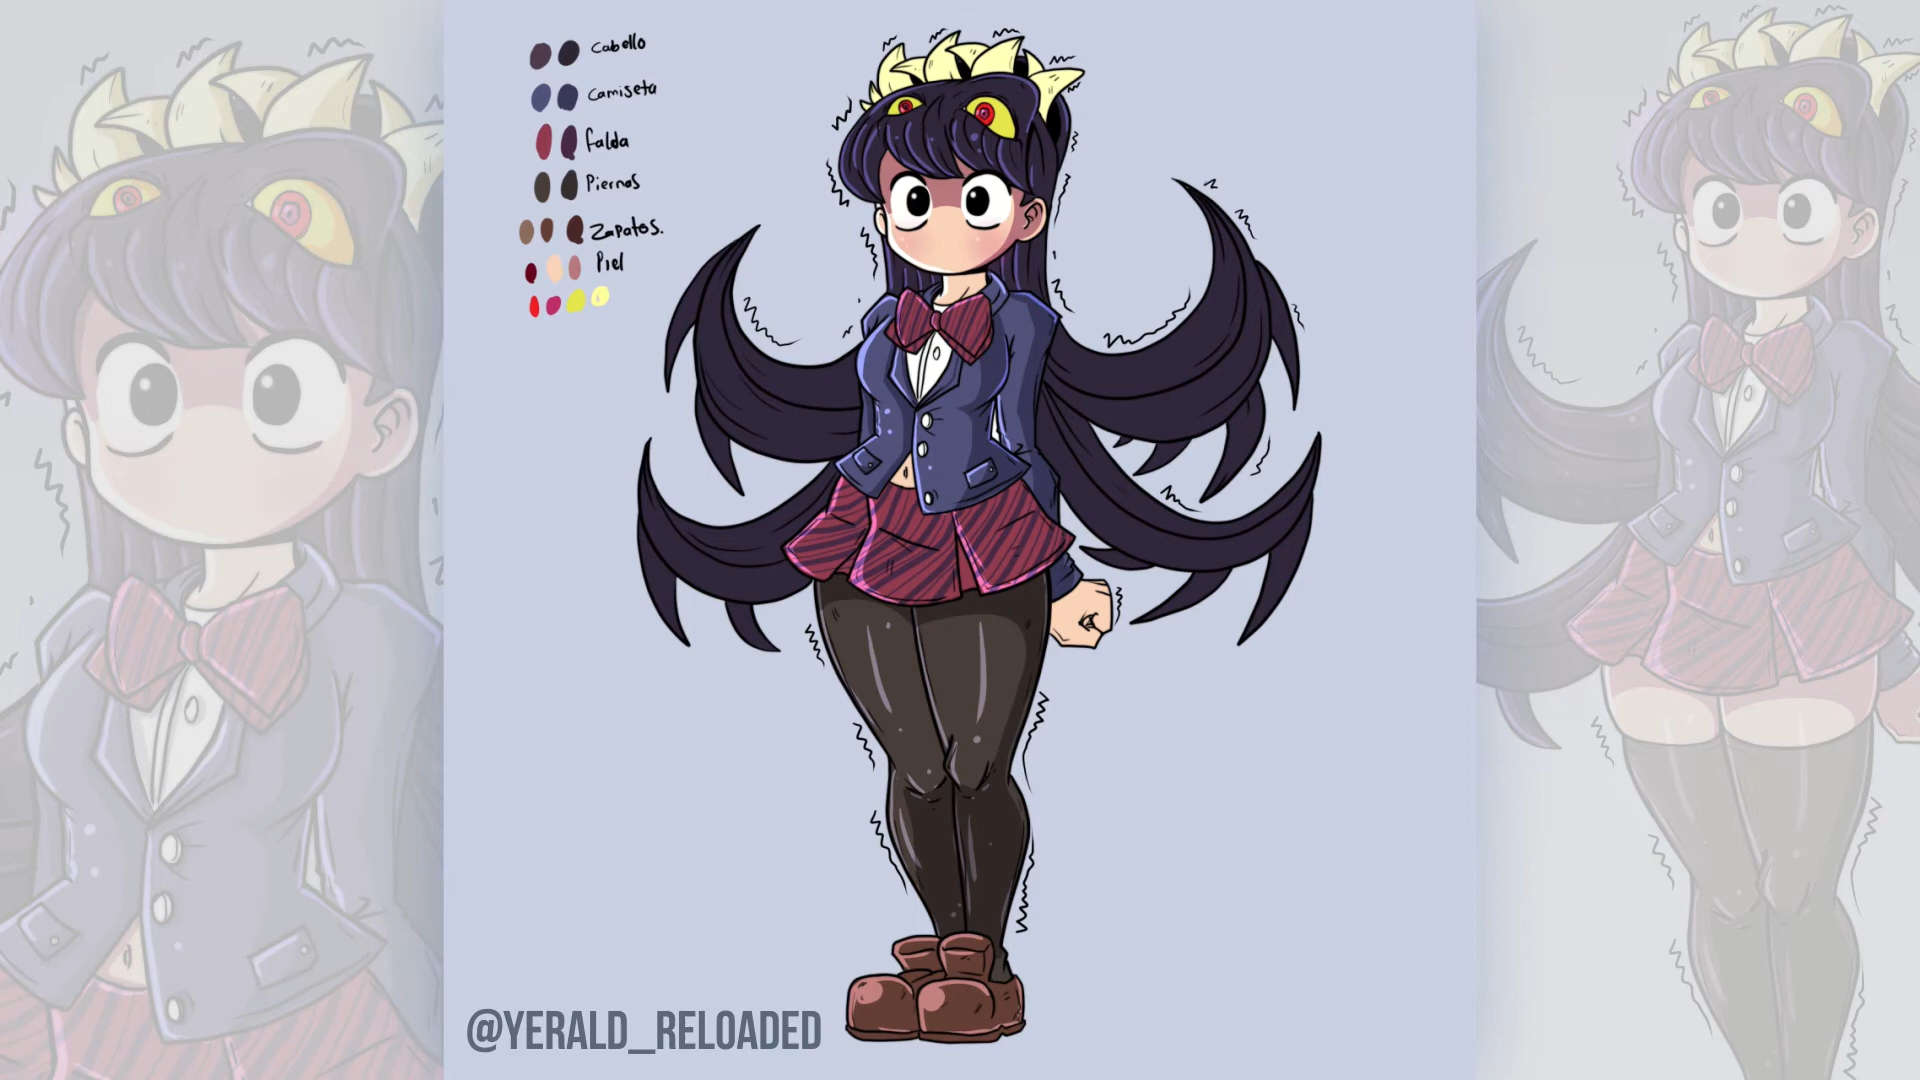 Cabello
Camiseta
falda
Piernas
Zapatos.
Piel
@YERALD_RELOADED